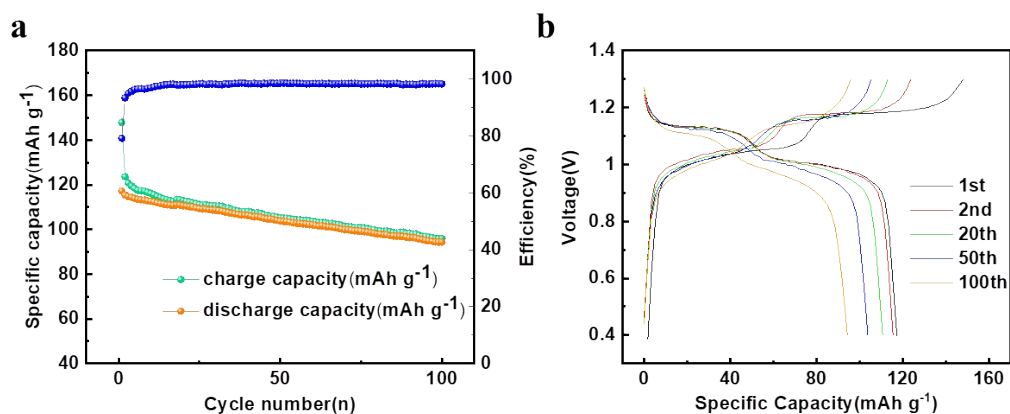 a
180
160
140
120
100
80
60
40
Specific capacity(mAh g-1)
charge capacity(mAh g-1)
discharge capacity(mAh g-1)
100
80
60
40
20
0
Efficiency(%)
0
50
100
Cycle number(n)
b
1.4
1.2
1
0.8
0.6
0.4
Voltage(V)
1st
2nd
20th
50th
100th
0
40
80
120
160
Specific Capacity(mAh g-1)